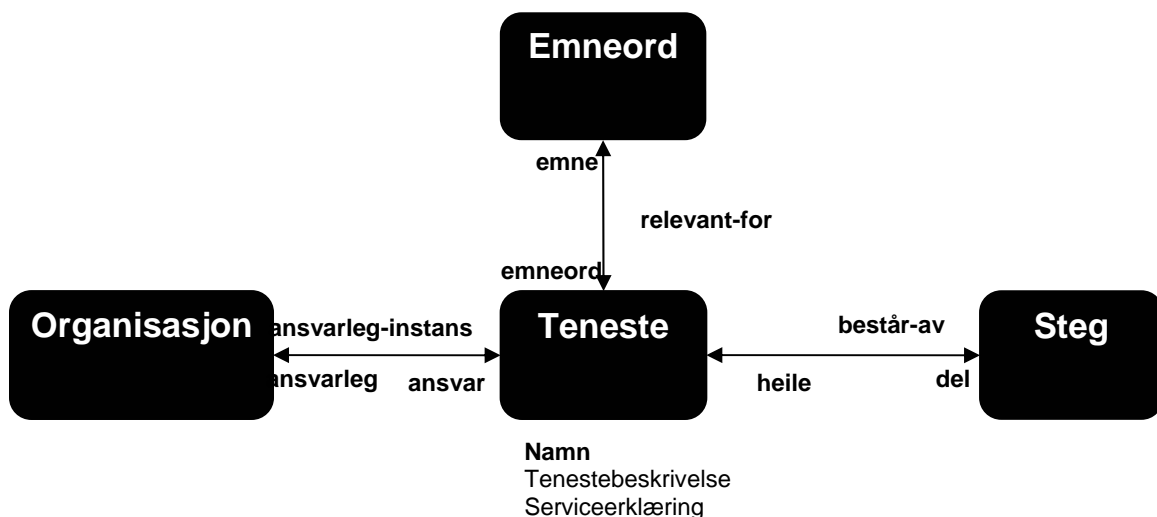 Emneord
emne
relevant-for
emneord
Organisasjon
ansvarleg-instans
Teneste
består-av
Steg
ansvarleg
ansvar
heile
del
Namn
Tenestebeskrivelse
Serviceerklæring